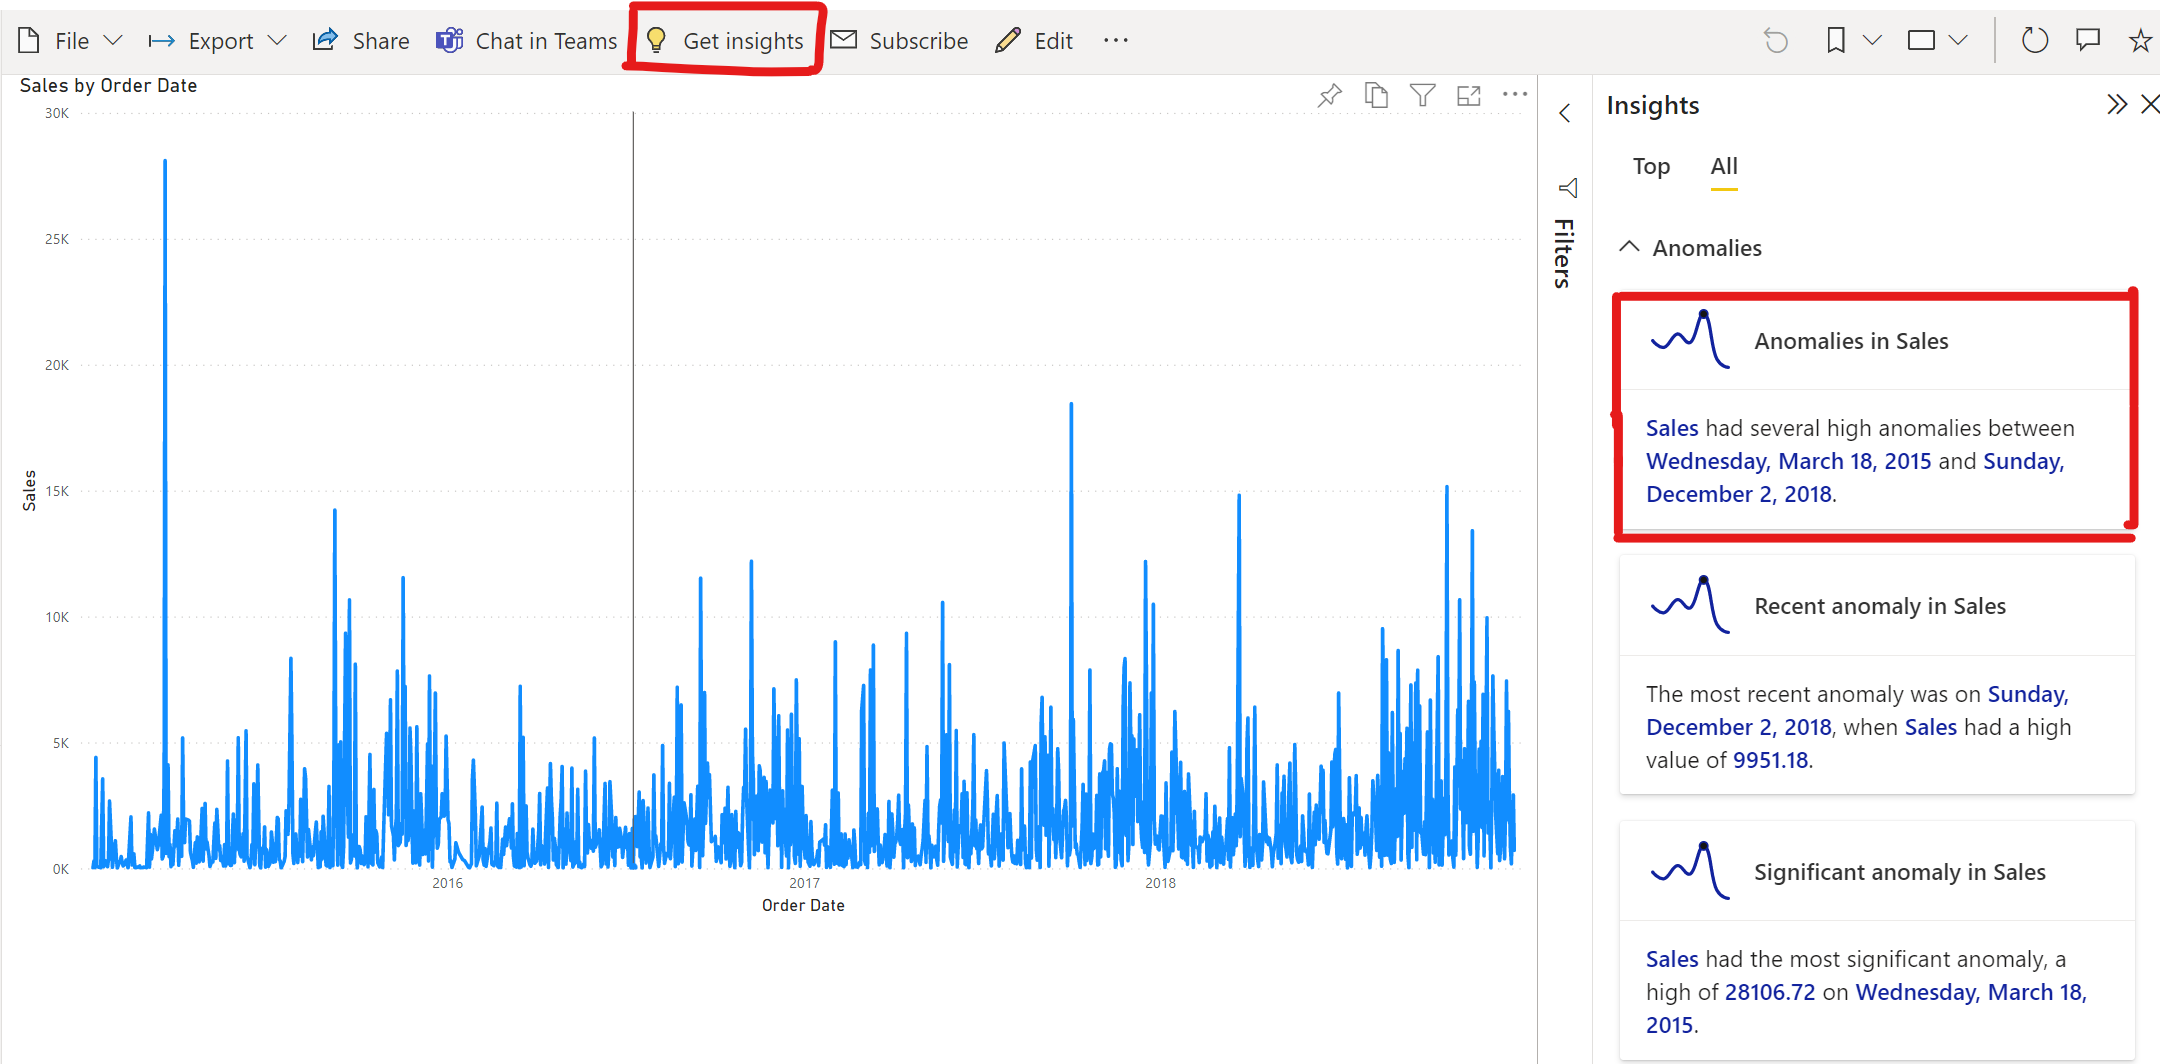 File Export Share Chat in Teams Get insights Subscribe Edit
Sales by Order Date
30K
25K
20K
15K
10K
5K
0K
Sales
2016 2017 2018
Order Date
Filters
Insights
Top All
Anomalies
Anomalies in Sales
Sales had several high anomalies between
Wednesday, March 18, 2015 and Sunday,
December 2, 2018.
Recent anomaly in Sales
The most recent anomaly was on Sunday,
December 2, 2018, when Sales had a high
value of 9951.18.
Significant anomaly in Sales
Sales had the most significant anomaly, a
high of 28106.72 on Wednesday, March 18,
2015.